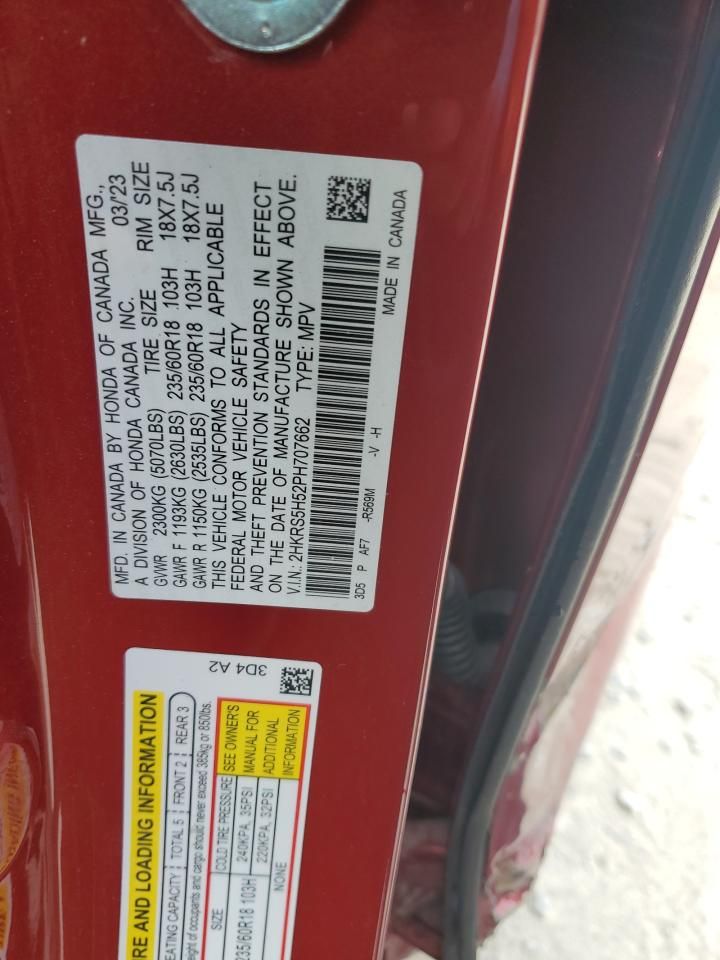 MFD. IN CANADA BY HONDA OF CANADA MFG.,
A DIVISION OF HONDA CANADA INC. 03/'23
GVWR 2300KG (5070LBS) TIRE SIZE RIM SIZE
GAWR F 1193KG (2630LBS) 235/60R18 103H 18X7.5J
GAWR R 1150KG (2535LBS) 235/60R18 103H 18X7.5J
THIS VEHICLE CONFORMS TO ALL APPLICABLE
FEDERAL MOTOR VEHICLE SAFETY
AND THEFT PREVENTION STANDARDS IN EFFECT
ON THE DATE OF MANUFACTURE SHOWN ABOVE.
V.I.N.: 2HKRS5H52PH707662 TYPE: MPV
3D5 P AF7 -R569M -V -H
MADE IN CANADA
RE AND LOADING INFORMATION
EATING CAPACITY TOTAL 5 FRONT 2 REAR 3
eight of occupants and cargo should never exceed 385kg or 850lbs.
SIZE COLD TIRE PRESSURE
235/60R18 103H 240KPA, 35PSI
220KPA, 32PSI
NONE
SEE OWNER'S
MANUAL FOR
ADDITIONAL
INFORMATION
3D4 A2